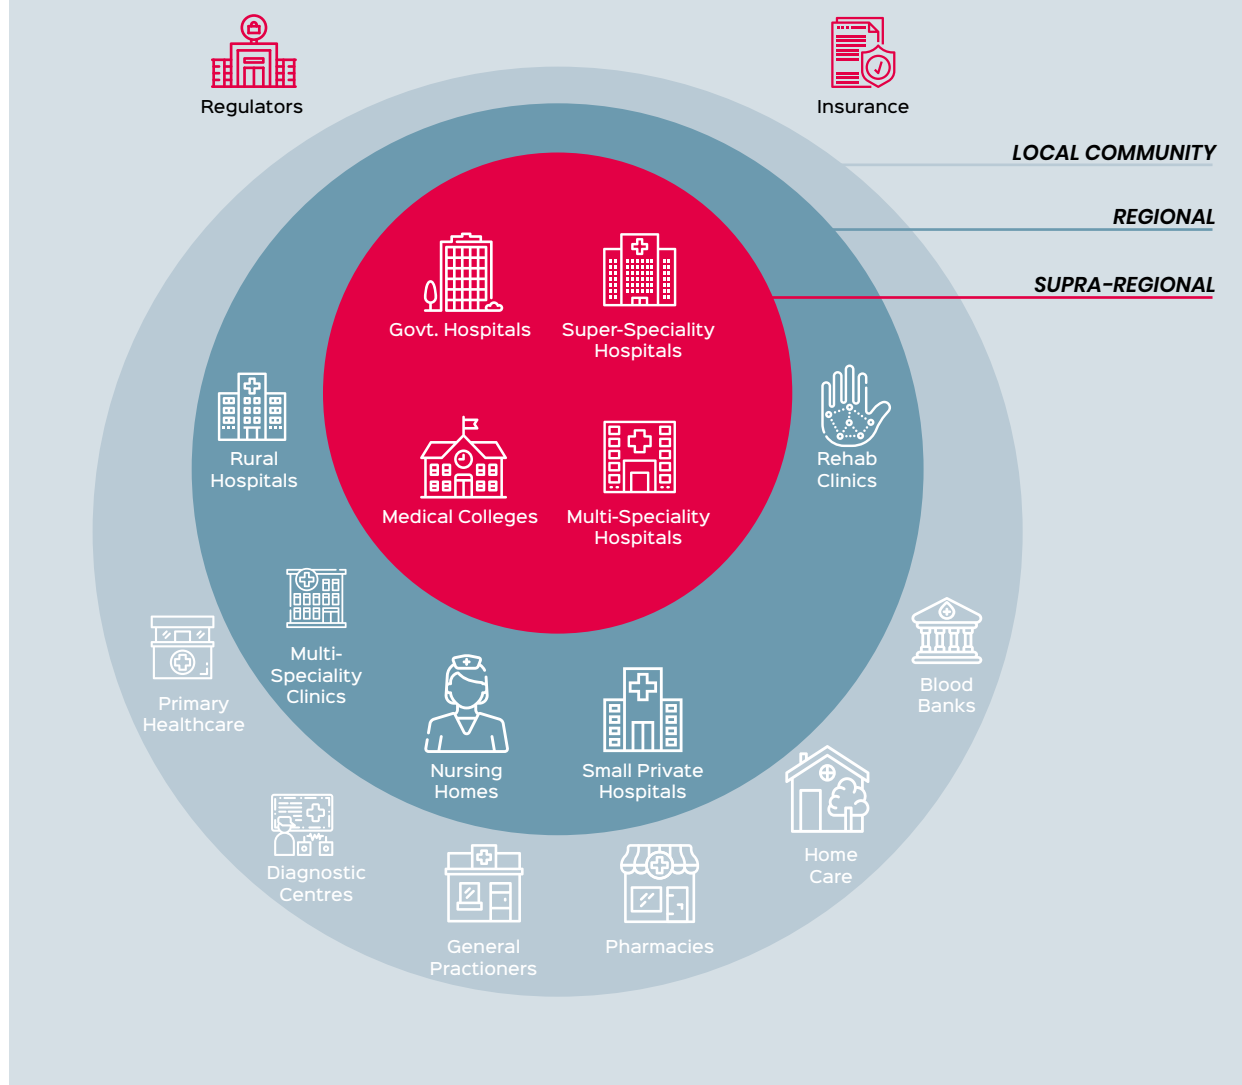 Regulators
Insurance
LOCAL COMMUNITY
REGIONAL
SUPRA-REGIONAL
Govt. Hospitals
Super-Speciality
Hospitals
Rural
Hospitals
Rehab
Clinics
Medical Colleges
Multi-Speciality
Hospitals
Multi-
Speciality
Clinics
Primary
Healthcare
Blood
Banks
Nursing
Homes
Small Private
Hospitals
Home
Care
Diagnostic
Centres
General
Practioners
Pharmacies